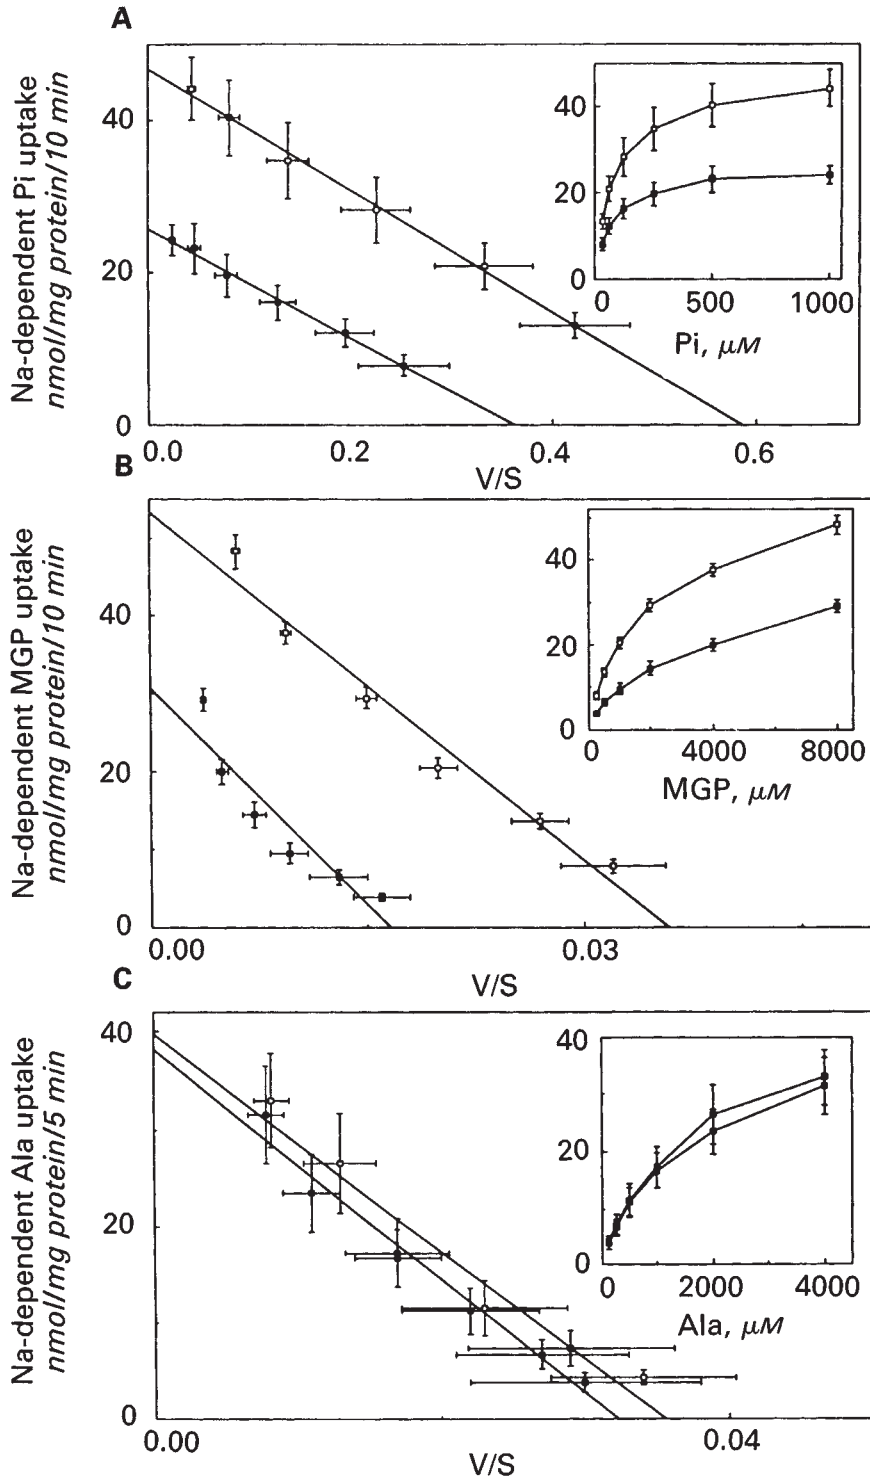 A
Na-dependent Pi uptake
nmol/mg protein/10 min
40
20
0
0.0
0.2
0.4
0.6
V/S
40
20
0
0
500
1000
Pi, μM
B
Na-dependent MGP uptake
nmol/mg protein/10 min
40
20
0
0.00
0.03
V/S
40
20
0
0
4000
8000
MGP, μM
C
Na-dependent Ala uptake
nmol/mg protein/5 min
40
20
0
0.00
0.04
V/S
40
20
0
0
2000
4000
Ala, μM